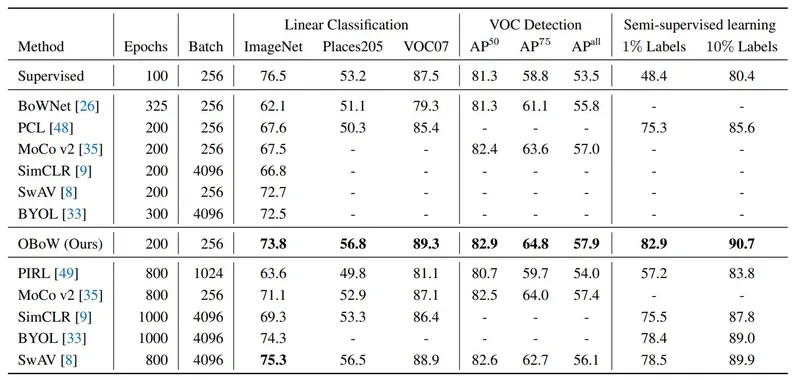 Linear Classification VOC Detection Semi-supervised learning
Method Epochs Batch ImageNet Places205 VOC07 AP50 AP75 APall 1% Labels 10% Labels
Supervised 100 256 76.5 53.2 87.5 81.3 58.8 53.5 48.4 80.4
BoWNet [26] 325 256 62.1 51.1 79.3 81.3 61.1 55.8 - -
PCL [48] 200 256 67.6 50.3 85.4 - - - 75.3 85.6
MoCo v2 [35] 200 256 67.5 - - 82.4 63.6 57.0 - -
SimCLR [9] 200 4096 66.8 - - - - - - -
SwAV [8] 200 256 72.7 - - - - - - -
BYOL [33] 300 4096 72.5 - - - - - - -
OBoW (Ours) 200 256 73.8 56.8 89.3 82.9 64.8 57.9 82.9 90.7
PIRL [49] 800 1024 63.6 49.8 81.1 80.7 59.7 54.0 57.2 83.8
MoCo v2 [35] 800 256 71.1 52.9 87.1 82.5 64.0 57.4 - -
SimCLR [9] 1000 4096 69.3 53.3 86.4 - - - 75.5 87.8
BYOL [33] 1000 4096 74.3 - - - - - 78.4 89.0
SwAV [8] 800 4096 75.3 56.5 88.9 82.6 62.7 56.1 78.5 89.9